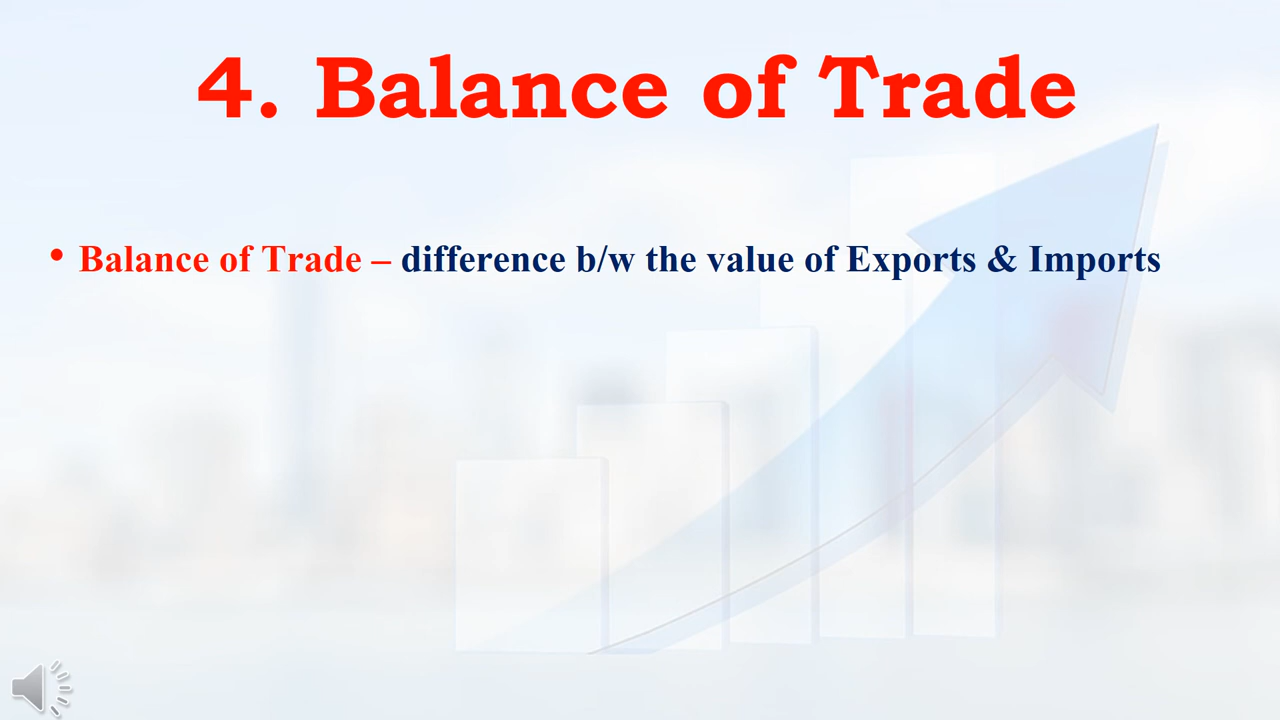 4. Balance of Trade
• Balance of Trade – difference b/w the value of Exports & Imports